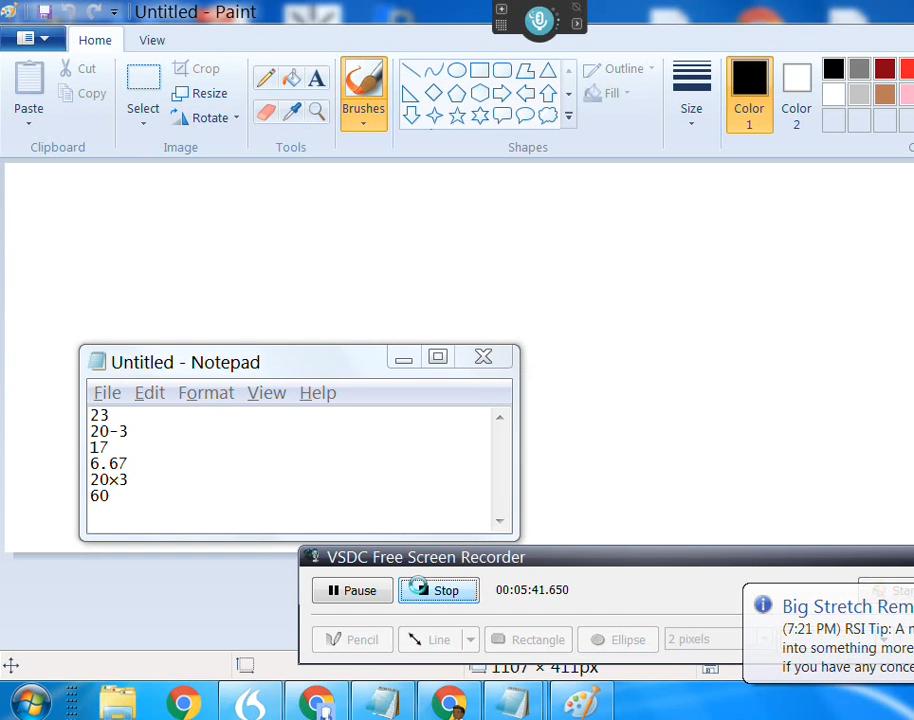 Untitled - Paint
Home View
Paste
Cut
Copy
Clipboard
Select
Crop
Resize
Rotate
Image
A
Tools
Brushes
Outline
Fill
Shapes
Size
Color 1
Color 2
Untitled - Notepad
File Edit Format View Help
23
20-3
17
6.67
20×3
60
VSDC Free Screen Recorder
Pause Stop 00:05:41.650
Pencil Line Rectangle Ellipse 2 pixels
Big Stretch Rem
(7:21 PM) RSI Tip: A
into something more
if you have any conce
1107 × 411px